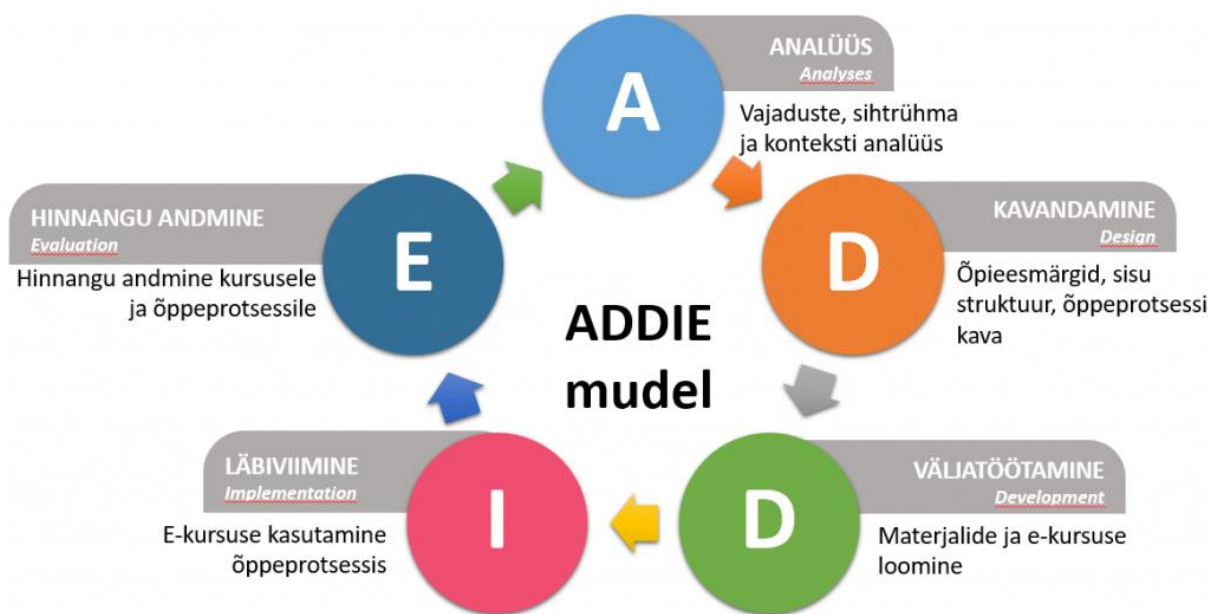 A
ANALÜÜS
Analyses
Vajaduste, sihtrühma
ja konteksti analüüs
D
KAVANDAMINE
Design
Õpieesmärgid, sisu
struktuur, õppeprotsessi
kava
D
VÄLJATÖÖTAMINE
Development
Materjalide ja e-kursuse
loomine
I
LÄBIVIIMINE
Implementation
E-kursuse kasutamine
õppeprotsessis
E
HINNANGU ANDMINE
Evaluation
Hinnangu andmine kursusele
ja õppeprotsessile
ADDIE
mudel